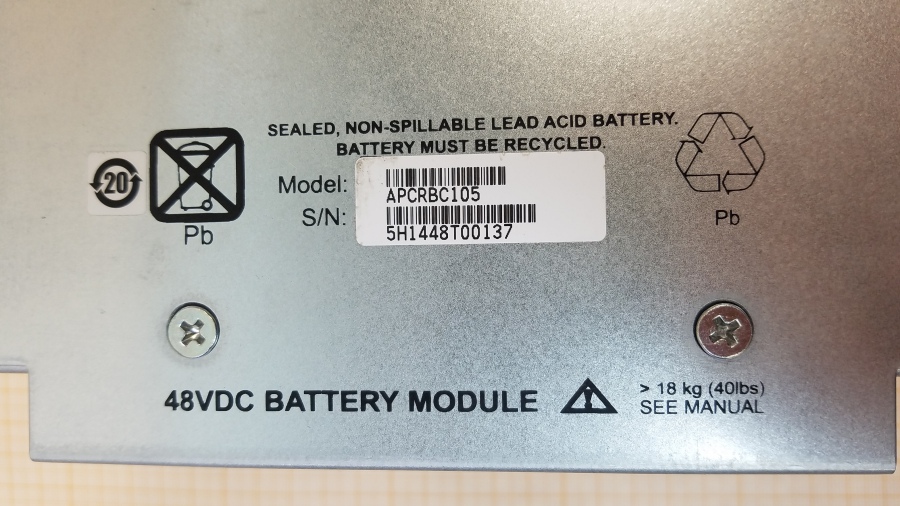 SEALED, NON-SPILLABLE LEAD ACID BATTERY.
BATTERY MUST BE RECYCLED.
20
Pb
Model: APCRBC105
S/N: 5H1448T00137
Pb
48VDC BATTERY MODULE
> 18 kg (40lbs)
SEE MANUAL